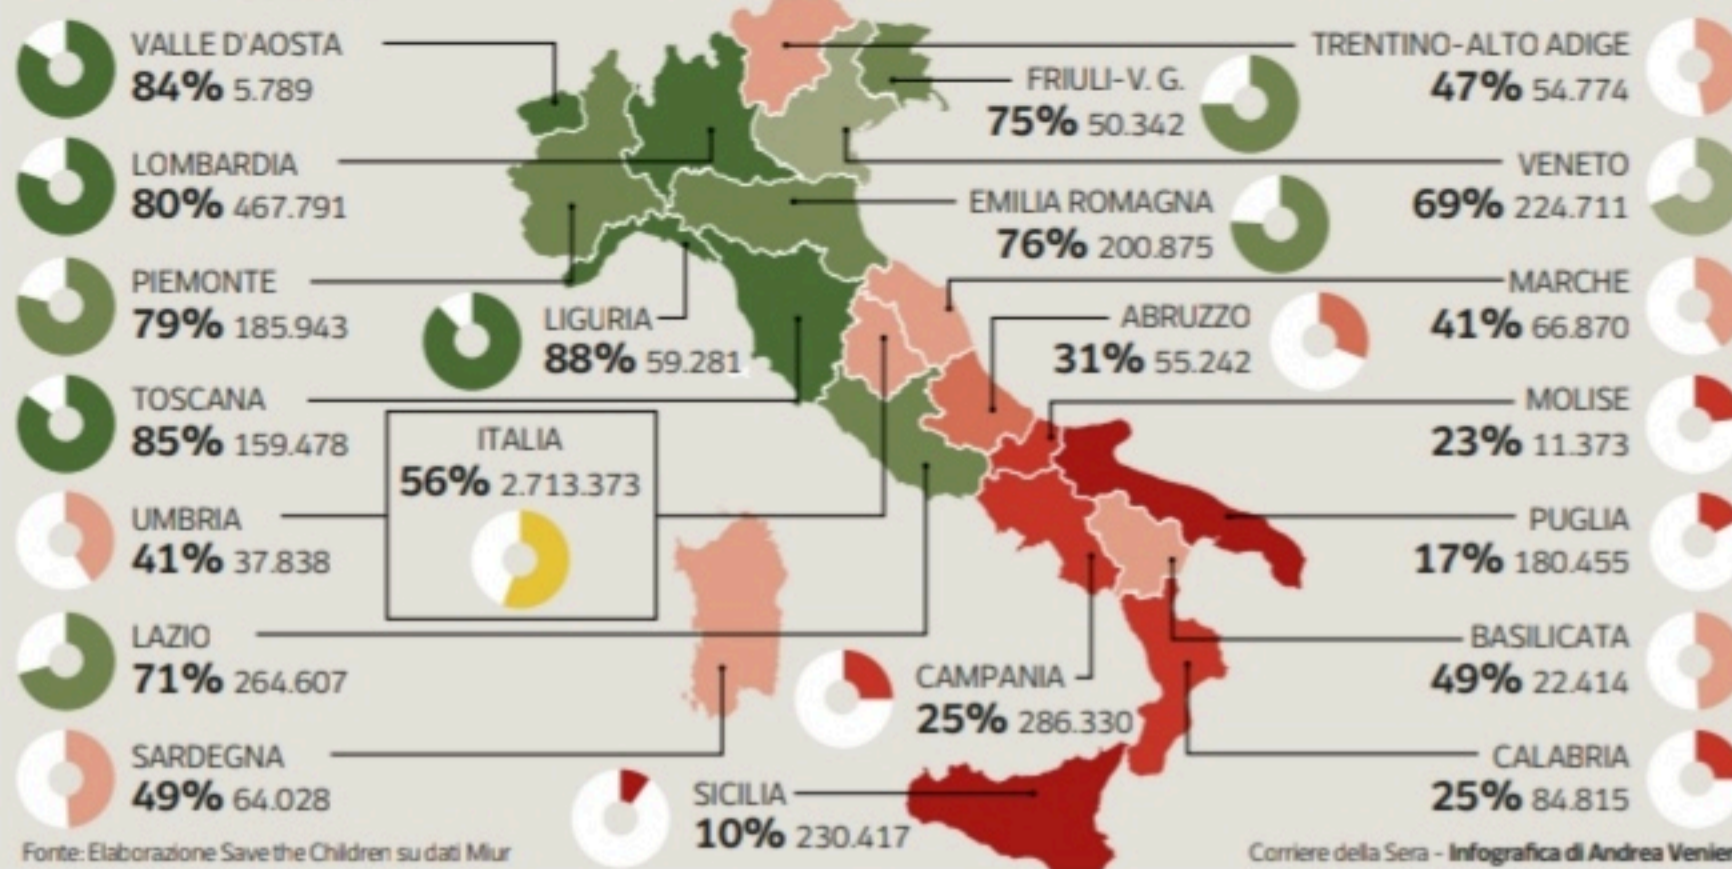 VALLE D'AOSTA
84% 5.789
LOMBARDIA
80% 467.791
PIEMONTE
79% 185.943
LIGURIA
88% 59.281
TOSCANA
85% 159.478
ITALIA
56% 2.713.373
UMBRIA
41% 37.838
LAZIO
71% 264.607
SARDEGNA
49% 64.028
TRENTINO-ALTO ADIGE
47% 54.774
FRIULI-V. G.
75% 50.342
VENETO
69% 224.711
EMILIA ROMAGNA
76% 200.875
MARCHE
41% 66.870
ABRUZZO
31% 55.242
MOLISE
23% 11.373
PUGLIA
17% 180.455
BASILICATA
49% 22.414
CAMPANIA
25% 286.330
CALABRIA
25% 84.815
SICILIA
10% 230.417
Fonte: Elaborazione Save the Children su dati Miur
Corriere della Sera - Infografica di Andrea Venier